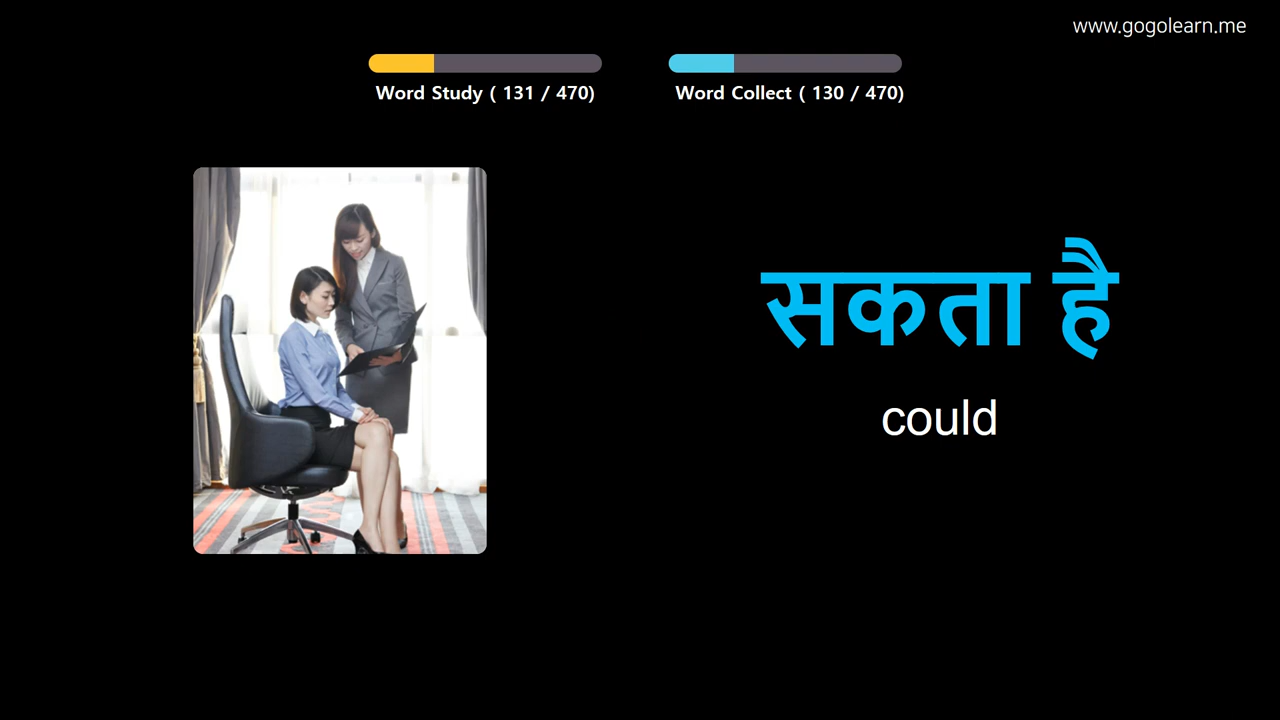 www.gogolearn.me
Word Study ( 131 / 470)
Word Collect ( 130 / 470)
सकता है
could